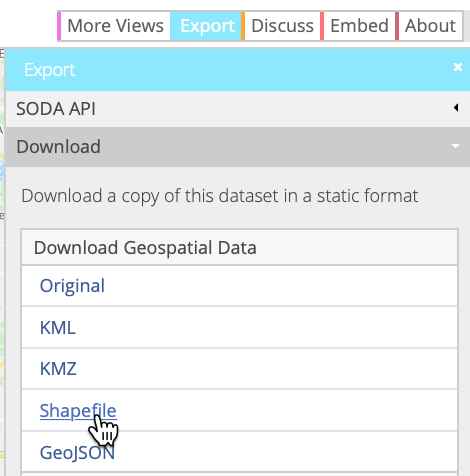 More Views Export Discuss Embed About
Export
SODA API
Download
Download a copy of this dataset in a static format
Download Geospatial Data
Original
KML
KMZ
Shapefile
GeoJSON